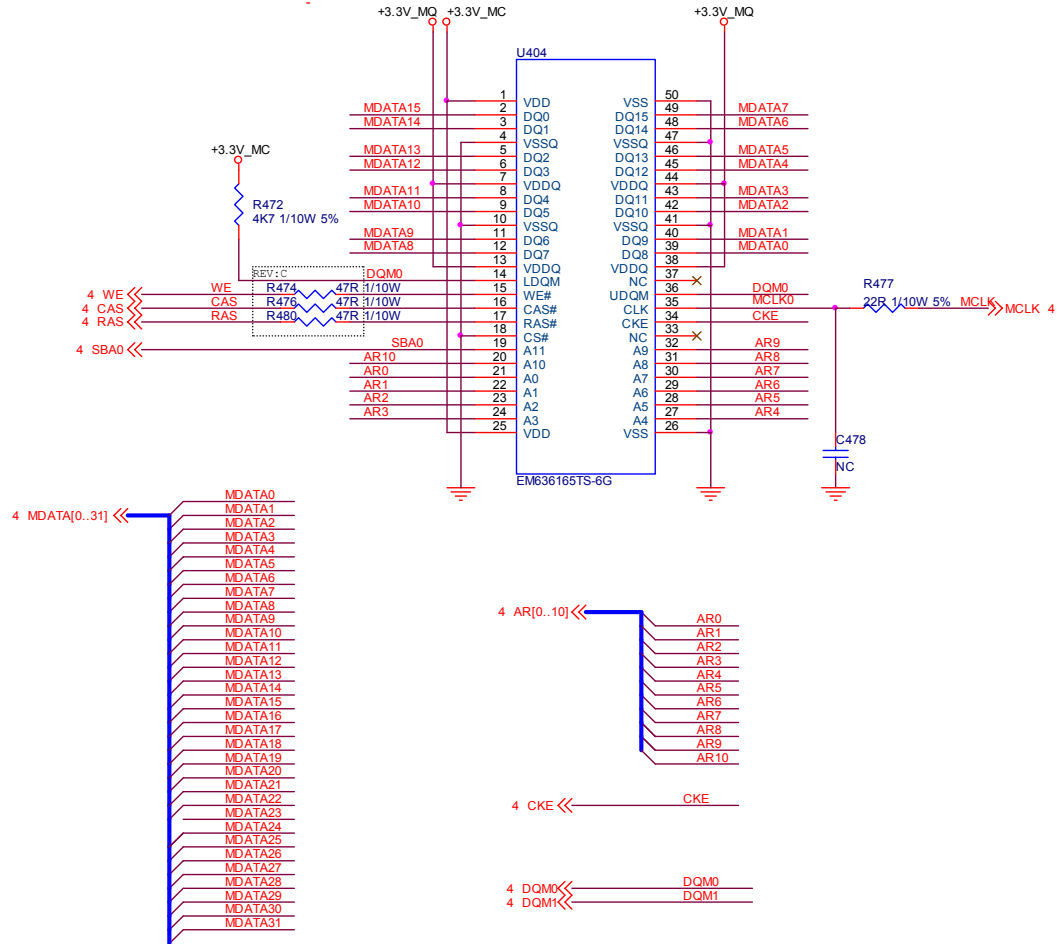 +3.3V_MQ +3.3V_MC
+3.3V_MQ
U404
1 VDD VSS 50
MDATA15 2 DQ0 DQ15 49 MDATA7
MDATA14 3 DQ1 DQ14 48 MDATA6
4 VSSQ VSSQ 47
MDATA13 5 DQ2 DQ13 46 MDATA5
MDATA12 6 DQ3 DQ12 45 MDATA4
7 VDDQ VDDQ 44
MDATA11 8 DQ4 DQ11 43 MDATA3
MDATA10 9 DQ5 DQ10 42 MDATA2
10 VSSQ VSSQ 41
MDATA9 11 DQ6 DQ9 40 MDATA1
MDATA8 12 DQ7 DQ8 39 MDATA0
13 VDDQ VDDQ 38
DQM0 14 LDQM NC 37
4 WE WE R474 47R 1/10W 15 WE# UDQM 36 DQM0
4 CAS CAS R476 47R 1/10W 16 CAS# CLK 35 MCLK0
4 RAS RAS R480 47R 1/10W 17 RAS# CKE 34 CKE
18 CS# NC 33
4 SBA0 SBA0 19 A11 A9 32 AR9
AR10 20 A10 A8 31 AR8
AR0 21 A0 A7 30 AR7
AR1 22 A1 A6 29 AR6
AR2 23 A2 A5 28 AR5
AR3 24 A3 A4 27 AR4
25 VDD VSS 26
EM636165TS-6G
+3.3V_MC
R472
4K7 1/10W 5%
REV:C
R477
22R 1/10W 5% MCLK MCLK 4
C478
NC
4 MDATA[0..31]
MDATA0
MDATA1
MDATA2
MDATA3
MDATA4
MDATA5
MDATA6
MDATA7
MDATA8
MDATA9
MDATA10
MDATA11
MDATA12
MDATA13
MDATA14
MDATA15
MDATA16
MDATA17
MDATA18
MDATA19
MDATA20
MDATA21
MDATA22
MDATA23
MDATA24
MDATA25
MDATA26
MDATA27
MDATA28
MDATA29
MDATA30
MDATA31
4 AR[0..10]
AR0
AR1
AR2
AR3
AR4
AR5
AR6
AR7
AR8
AR9
AR10
4 CKE CKE
4 DQM0 DQM0
4 DQM1 DQM1